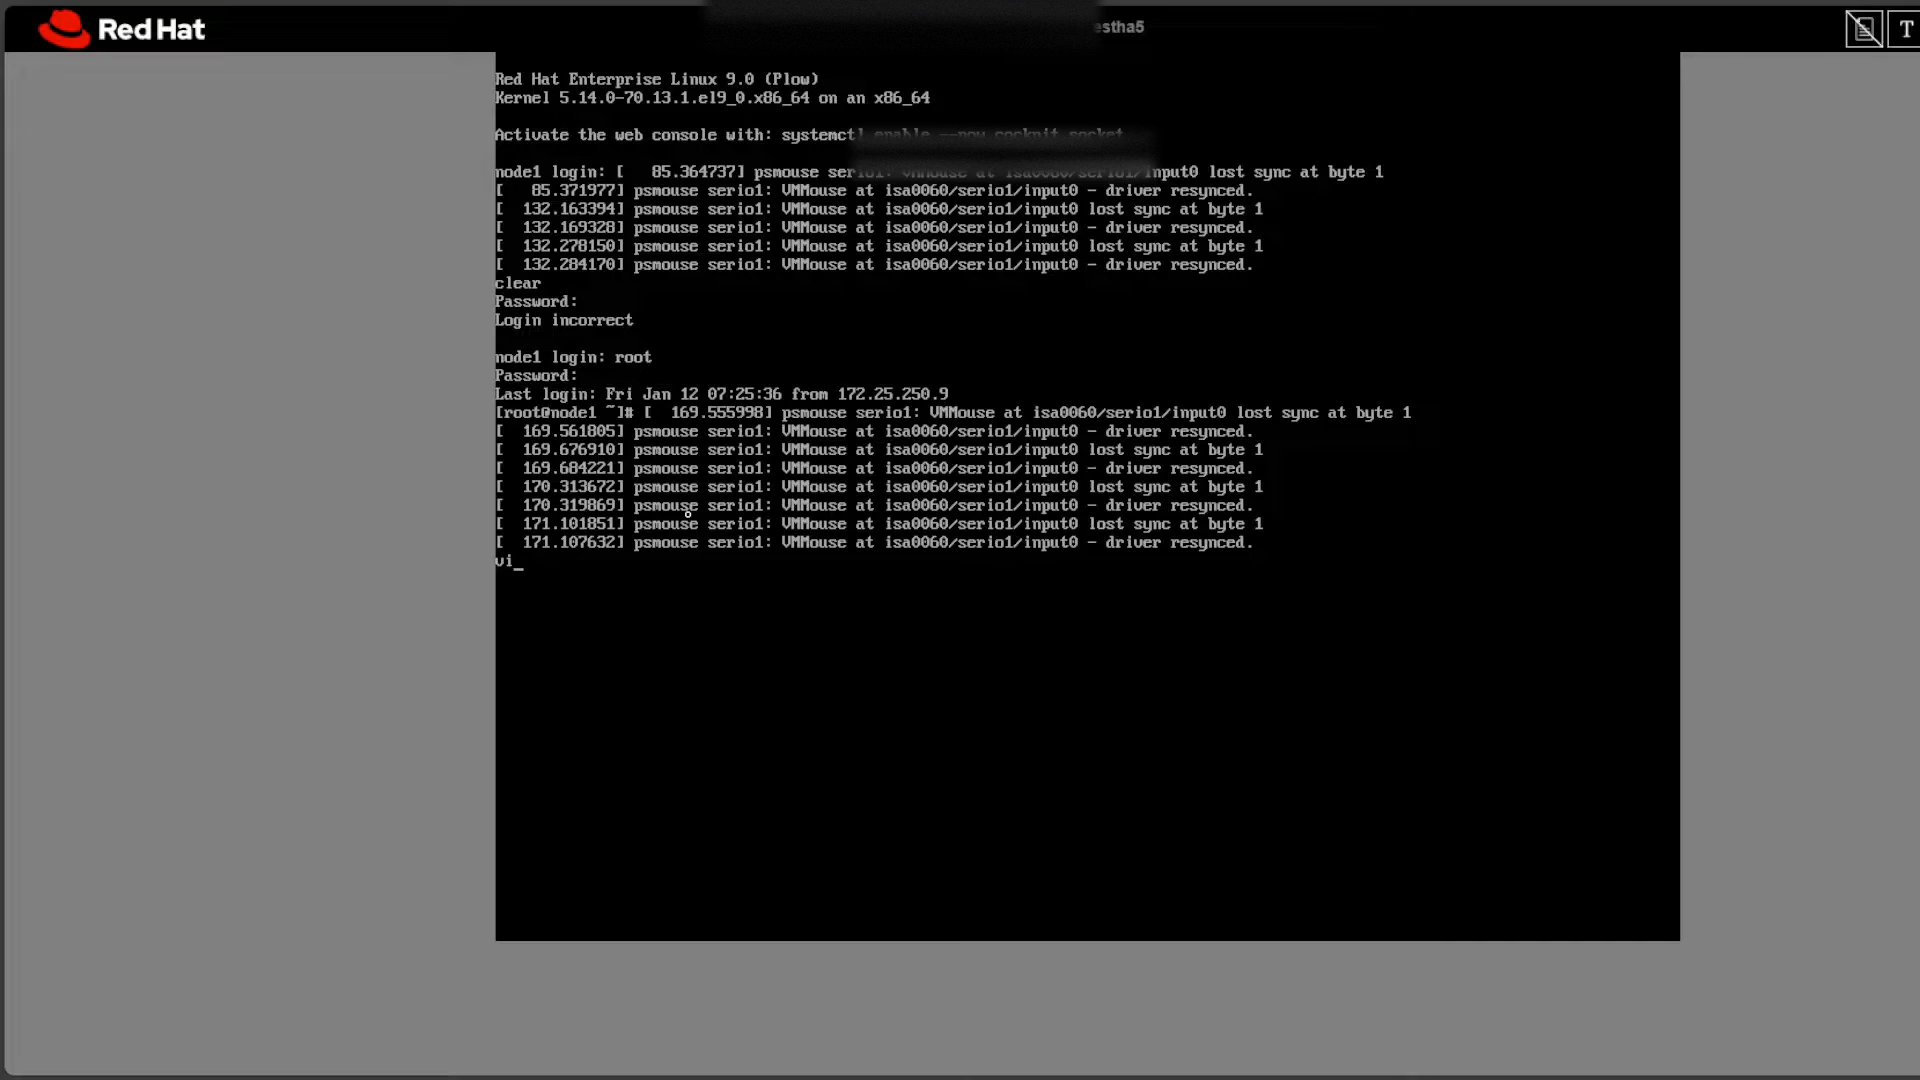 Red Hat
estha5
T
Red Hat Enterprise Linux 9.0 (Plow)
Kernel 5.14.0-70.13.1.el9_0.x86_64 on an x86_64
Activate the web console with: systemctl enable --now cockpit.socket
node1 login: [   85.364737] psmouse serio1: VMMouse at isa0060/serio1/input0 lost sync at byte 1
[   85.371977] psmouse serio1: VMMouse at isa0060/serio1/input0 - driver resynced.
[  132.163394] psmouse serio1: VMMouse at isa0060/serio1/input0 lost sync at byte 1
[  132.169328] psmouse serio1: VMMouse at isa0060/serio1/input0 - driver resynced.
[  132.278150] psmouse serio1: VMMouse at isa0060/serio1/input0 lost sync at byte 1
[  132.284170] psmouse serio1: VMMouse at isa0060/serio1/input0 - driver resynced.
clear
Password:
Login incorrect
node1 login: root
Password:
Last login: Fri Jan 12 07:25:36 from 172.25.250.9
[root@node1 ~]# [  169.555998] psmouse serio1: VMMouse at isa0060/serio1/input0 lost sync at byte 1
[  169.561805] psmouse serio1: VMMouse at isa0060/serio1/input0 - driver resynced.
[  169.676910] psmouse serio1: VMMouse at isa0060/serio1/input0 lost sync at byte 1
[  169.684221] psmouse serio1: VMMouse at isa0060/serio1/input0 - driver resynced.
[  170.313672] psmouse serio1: VMMouse at isa0060/serio1/input0 lost sync at byte 1
[  170.319869] psmouse serio1: VMMouse at isa0060/serio1/input0 - driver resynced.
[  171.101851] psmouse serio1: VMMouse at isa0060/serio1/input0 lost sync at byte 1
[  171.107632] psmouse serio1: VMMouse at isa0060/serio1/input0 - driver resynced.
vi_